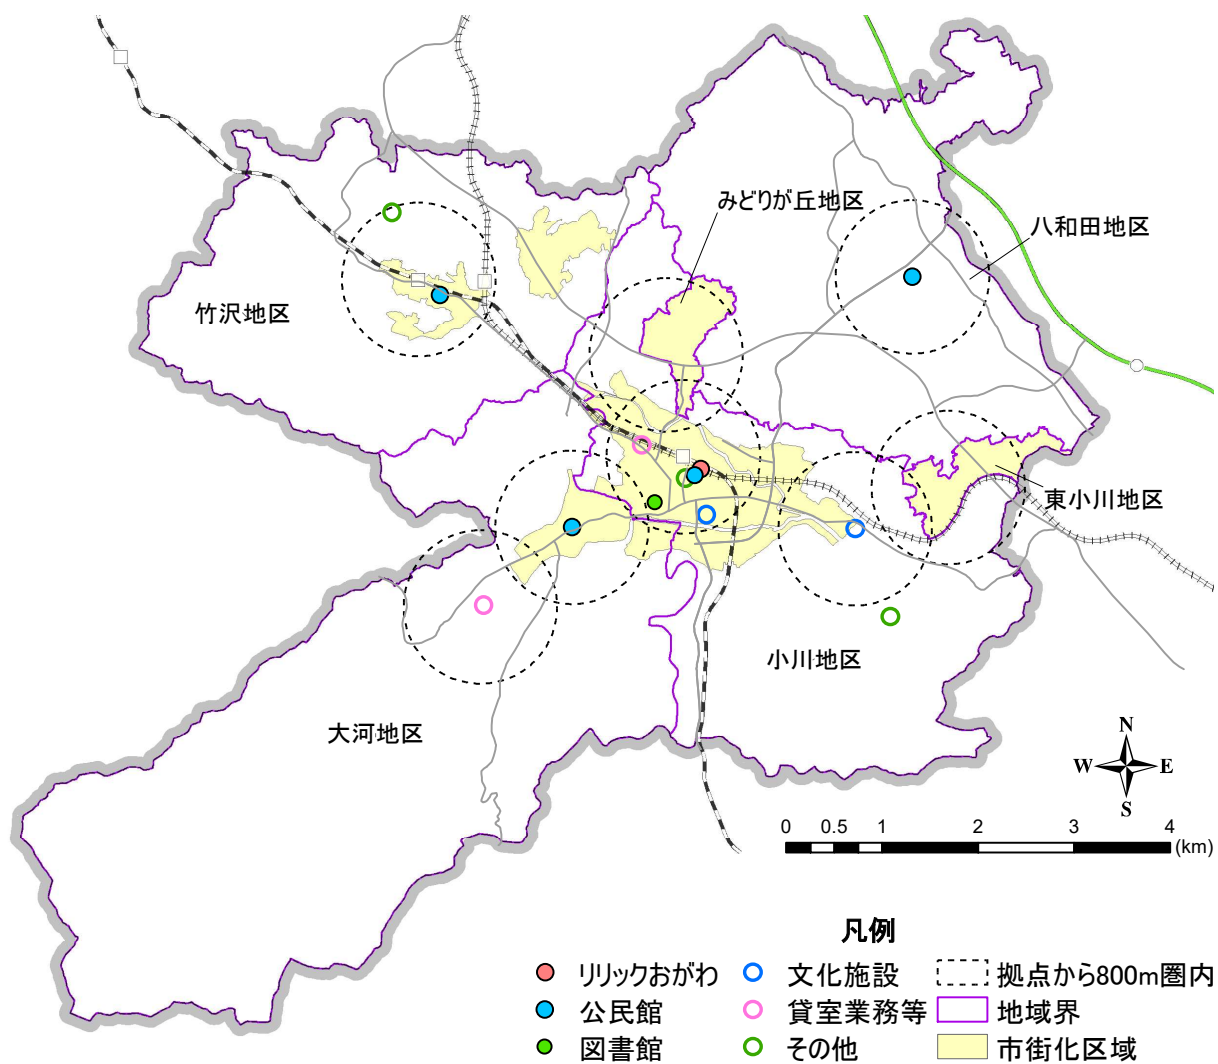 みどりが丘地区
八和田地区
竹沢地区
東小川地区
小川地区
大河地区
N
W E
S
0 0.5 1 2 3 4
(km)
凡例
リリックおがわ 文化施設 拠点から800m圏内
公民館 貸室業務等 地域界
図書館 その他 市街化区域